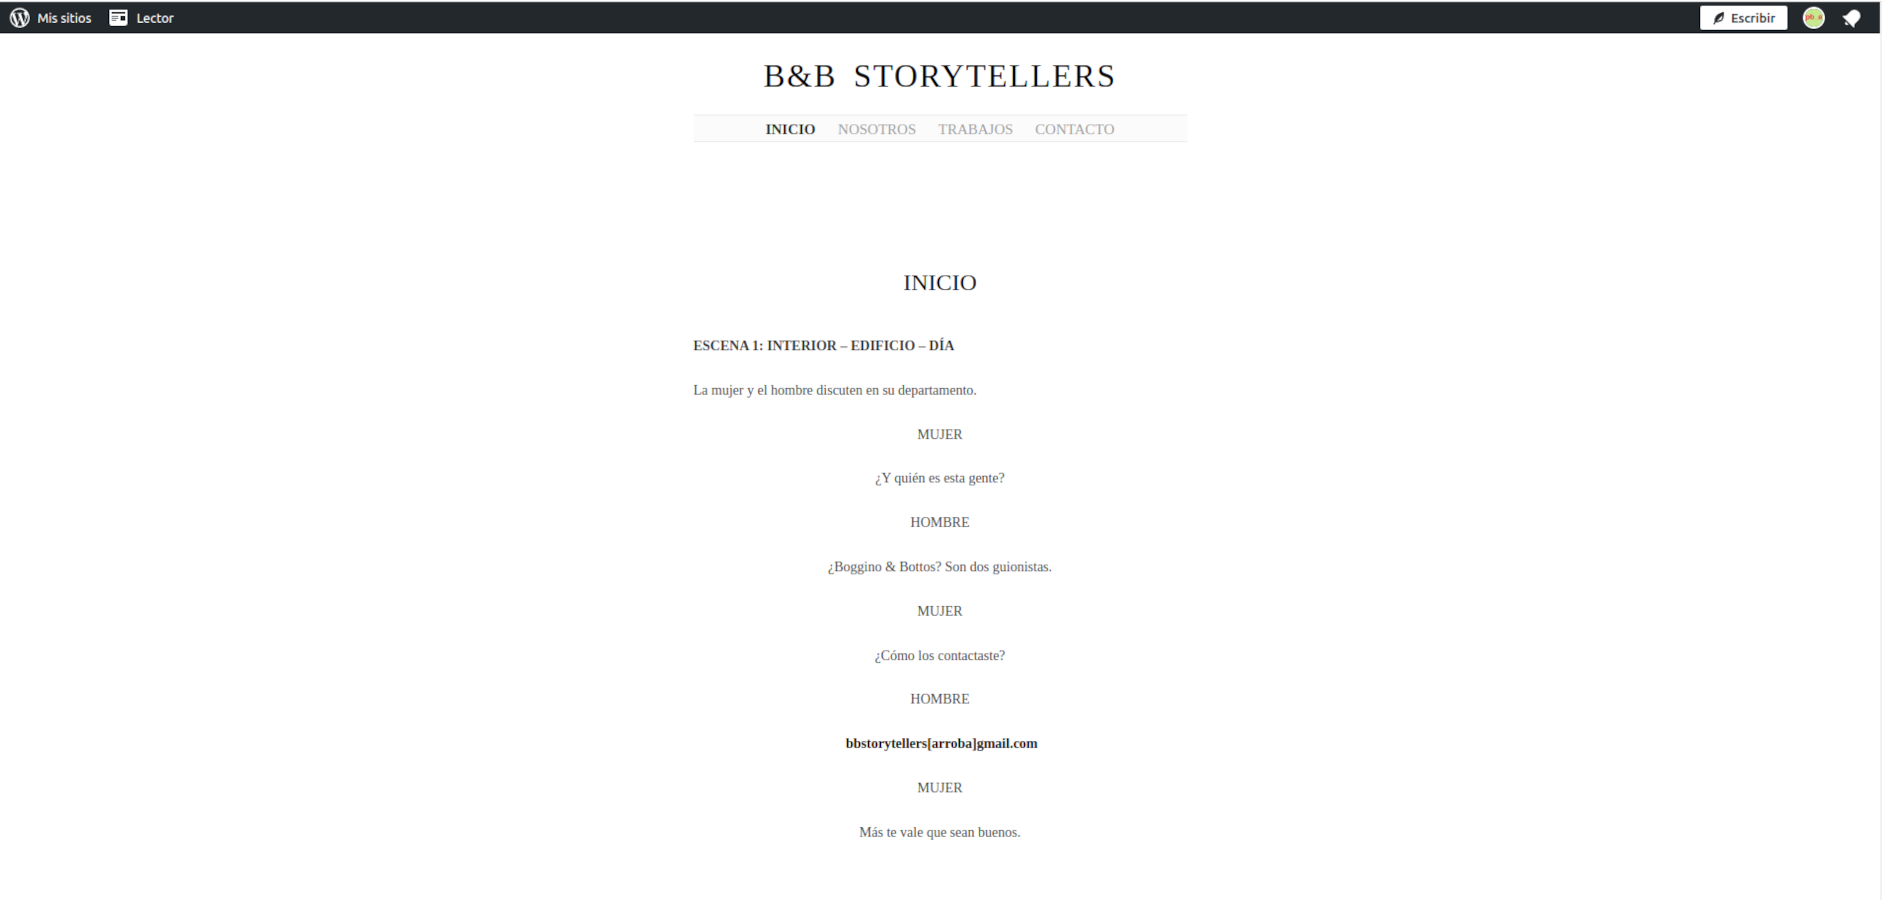 Mis sitios Lector Escribir
B&B STORYTELLERS
INICIO NOSOTROS TRABAJOS CONTACTO
INICIO
ESCENA 1: INTERIOR – EDIFICIO – DÍA
La mujer y el hombre discuten en su departamento.
MUJER
¿Y quién es esta gente?
HOMBRE
¿Boggino & Bottos? Son dos guionistas.
MUJER
¿Cómo los contactaste?
HOMBRE
bbstorytellers[arroba]gmail.com
MUJER
Más te vale que sean buenos.